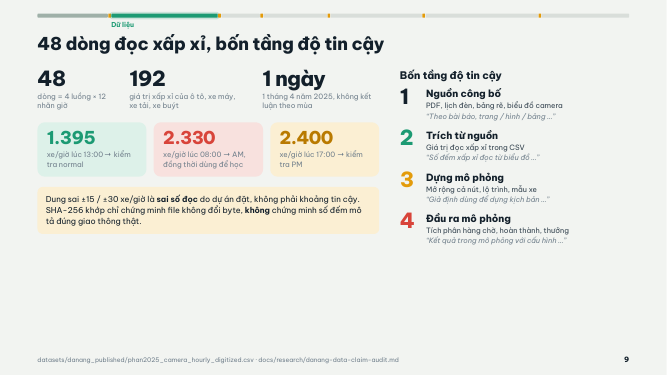 Dữ liệu
48 dòng đọc xấp xỉ, bốn tầng độ tin cậy
48
dòng = 4 luồng × 12
nhãn giờ
192
giá trị xấp xỉ của ô tô, xe máy,
xe tải, xe buýt
1 ngày
1 tháng 4 năm 2025, không kết
luận theo mùa
1.395
xe/giờ lúc 13:00 → kiểm
tra normal
2.330
xe/giờ lúc 08:00 → AM,
đồng thời dùng để học
2.400
xe/giờ lúc 17:00 → kiểm
tra PM
Dung sai ±15 / ±30 xe/giờ là sai số đọc do dự án đặt, không phải khoảng tin cậy.
SHA-256 khớp chỉ chứng minh file không đổi byte, không chứng minh số đếm mô
tả đúng giao thông thật.
Bốn tầng độ tin cậy
1
Nguồn công bố
PDF, lịch đèn, bảng rẽ, biểu đồ camera
"Theo bài báo, trang / hình / bảng ..."
2
Trích từ nguồn
Giá trị đọc xấp xỉ trong CSV
"Số đếm xấp xỉ đọc từ biểu đồ ..."
3
Dựng mô phỏng
Mở rộng cả nút, lộ trình, mẫu xe
"Giả định dùng để dựng kịch bản ..."
4
Đầu ra mô phỏng
Tích phân hàng chờ, hoàn thành, thưởng
"Kết quả trong mô phỏng với cấu hình ..."
datasets/danang_published/phan2025_camera_hourly_digitized.csv · docs/research/danang-data-claim-audit.md
9